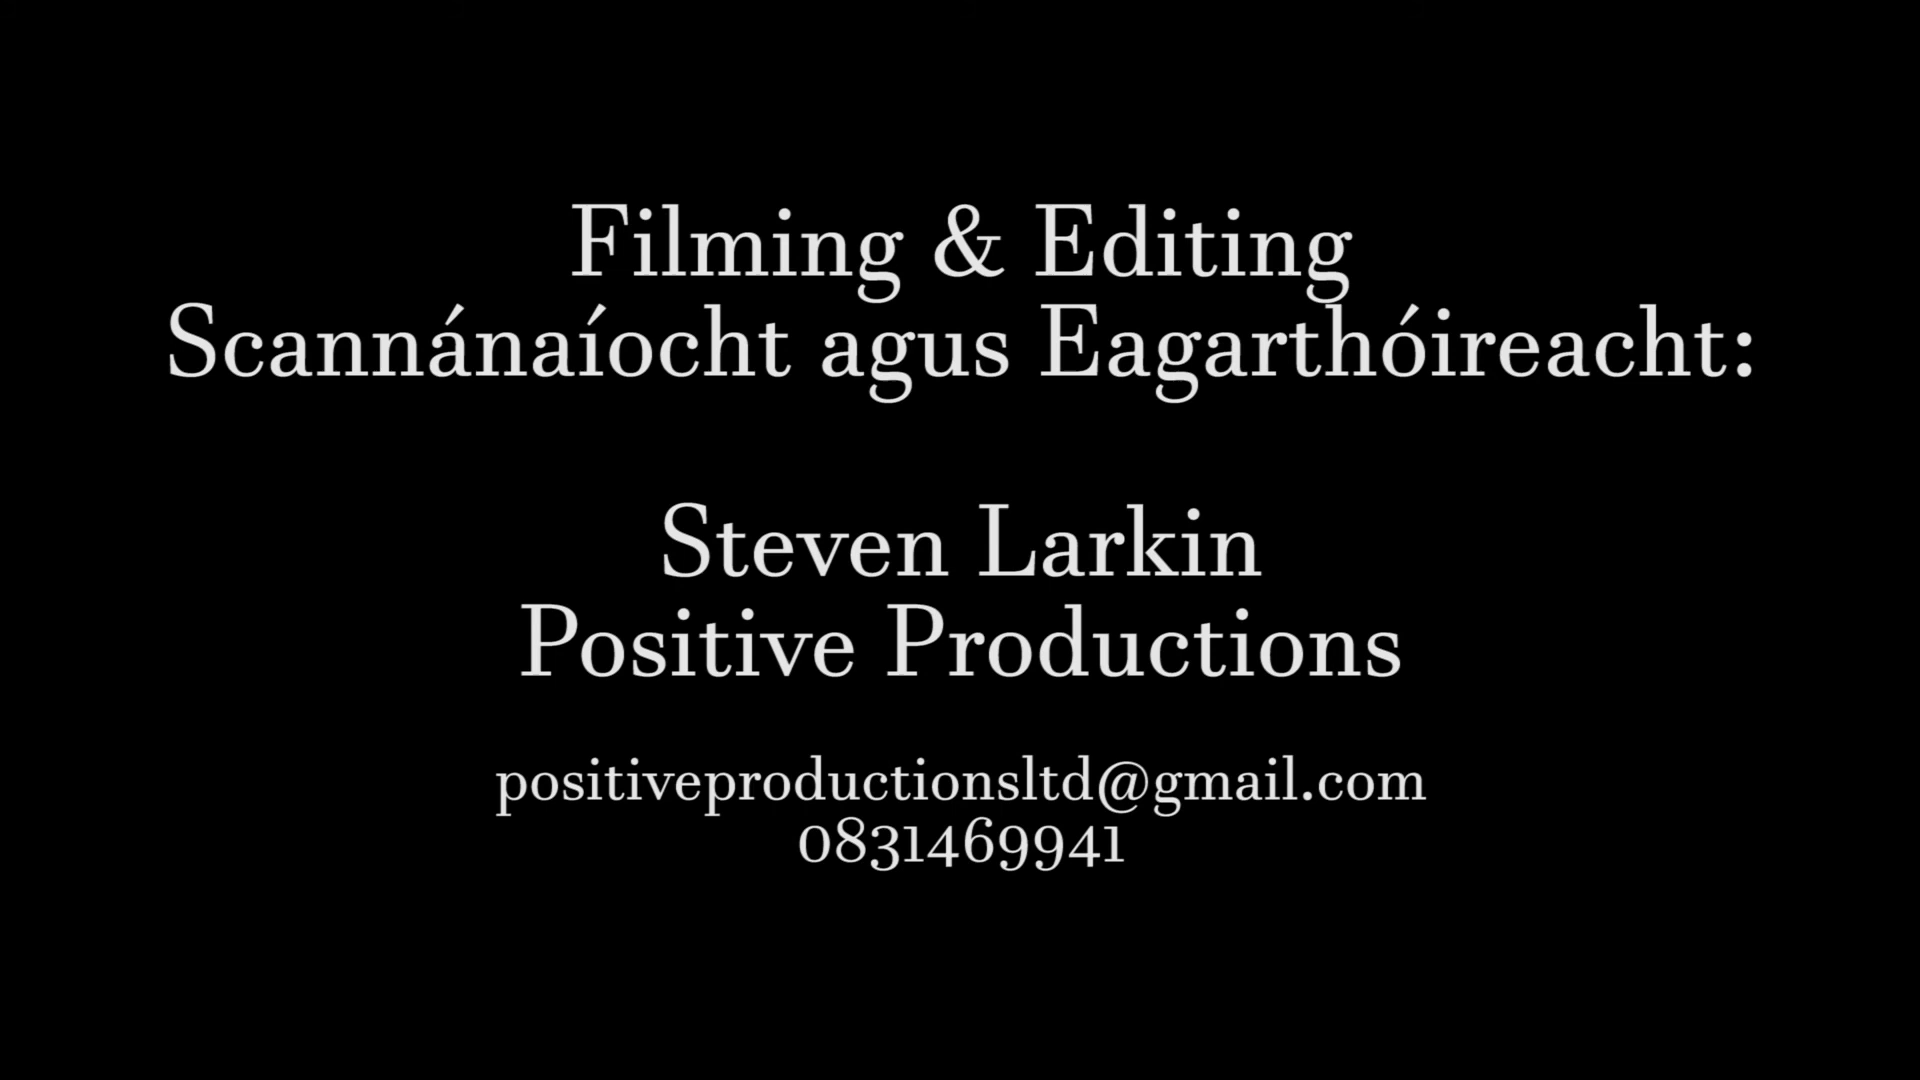 Filming & Editing
Scannánaíocht agus Eagarthóireacht:
Steven Larkin
Positive Productions
positiveproductionsltd@gmail.com
0831469941